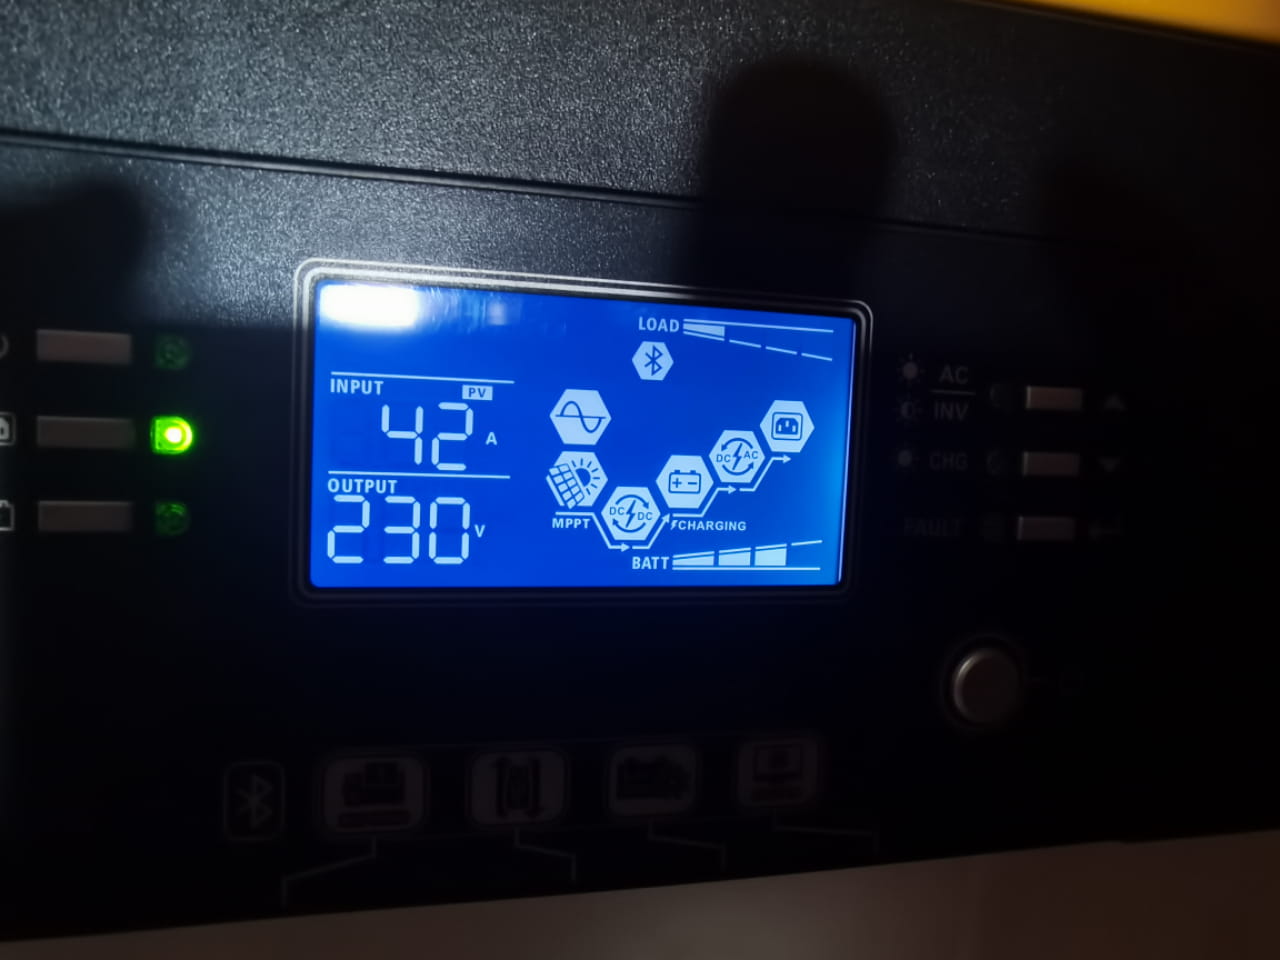 LOAD
INPUT PV
42 A
OUTPUT
230 V
DC DC
DC AC
MPPT
CHARGING
BATT
AC
INV
CHG
FAULT